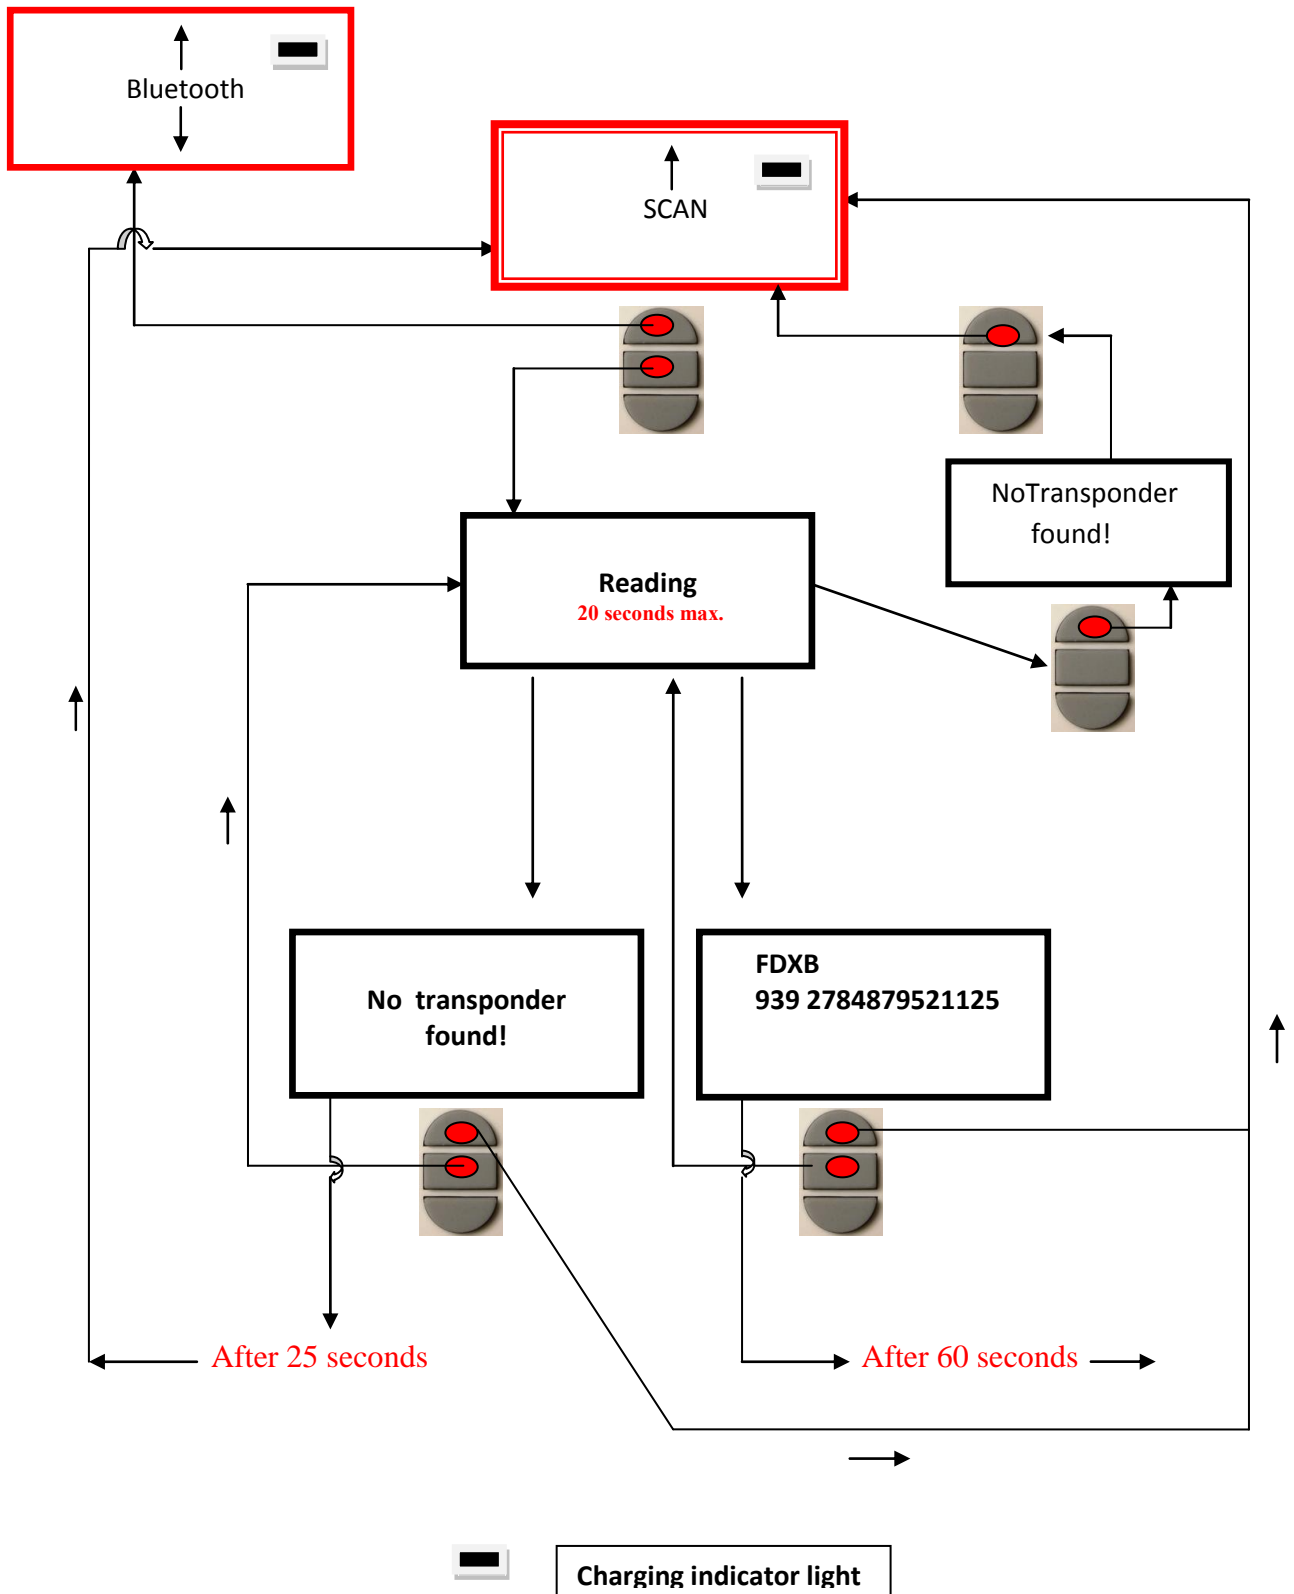 Bluetooth
SCAN
NoTransponder
found!
Reading
20 seconds max.
No transponder
found!
FDXB
939 2784879521125
After 25 seconds
After 60 seconds
Charging indicator light